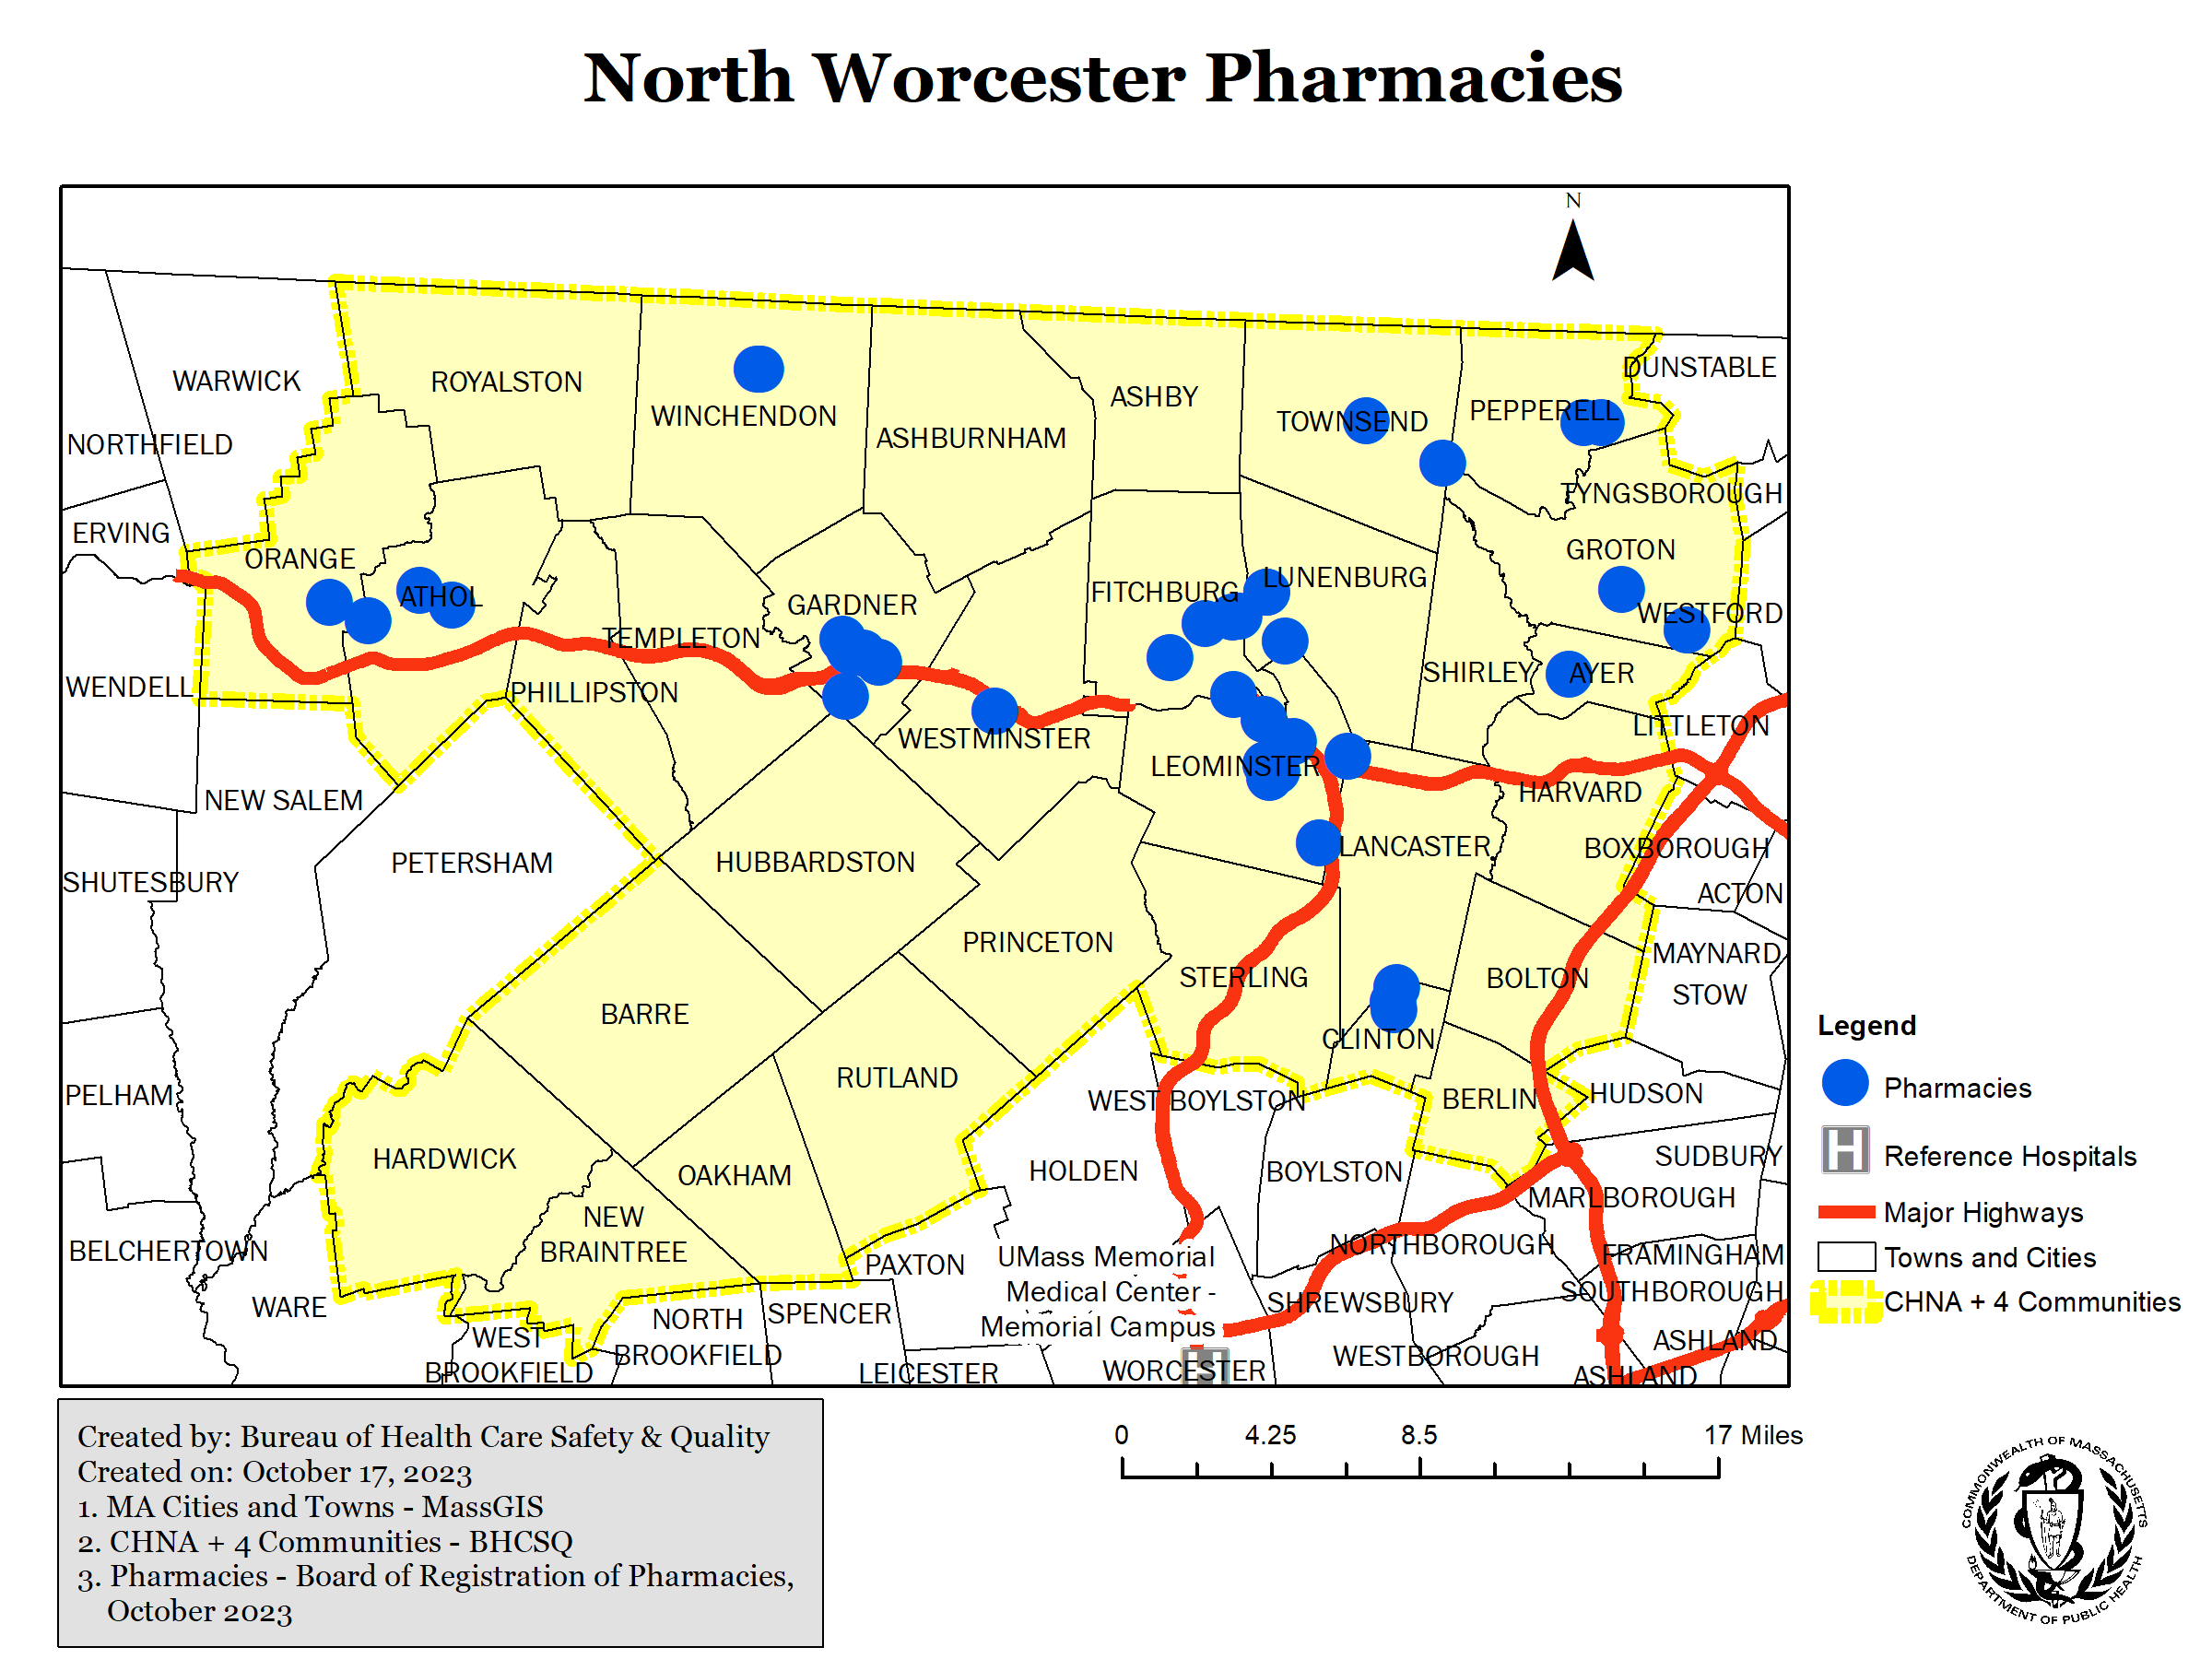 North Worcester Pharmacies
N
WARWICK
ROYALSTON
WINCHENDON
ASHBURNHAM
ASHBY
TOWNSEND
PEPPERELL
DUNSTABLE
NORTHFIELD
TYNGSBOROUGH
ERVING
ORANGE
ATHOL
GARDNER
FITCHBURG
LUNENBURG
GROTON
WESTFORD
TEMPLETON
WENDELL
PHILLIPSTON
WESTMINSTER
SHIRLEY
AYER
LITTLETON
LEOMINSTER
HARVARD
NEW SALEM
PETERSHAM
HUBBARDSTON
LANCASTER
BOXBOROUGH
SHUTESBURY
ACTON
PRINCETON
STERLING
BOLTON
MAYNARD
STOW
BARRE
CLINTON
RUTLAND
PELHAM
WEST BOYLSTON
BERLIN
HUDSON
HARDWICK
OAKHAM
HOLDEN
BOYLSTON
SUDBURY
MARLBOROUGH
NEW
BRAINTREE
BELCHERTOWN
PAXTON
UMass Memorial
Medical Center -
Memorial Campus
NORTHBOROUGH
FRAMINGHAM
SOUTHBOROUGH
WARE
WEST
BROOKFIELD
NORTH
BROOKFIELD
SPENCER
SHREWSBURY
ASHLAND
LEICESTER
WORCESTER
H
WESTBOROUGH
ASHLAND
Legend
Pharmacies
H Reference Hospitals
Major Highways
Towns and Cities
CHNA + 4 Communities
Created by: Bureau of Health Care Safety & Quality
Created on: October 17, 2023
1. MA Cities and Towns - MassGIS
2. CHNA + 4 Communities - BHCSQ
3. Pharmacies - Board of Registration of Pharmacies,
October 2023
0 4.25 8.5 17 Miles
COMMONWEALTH OF MASSACHUSETTS
DEPARTMENT OF PUBLIC HEALTH